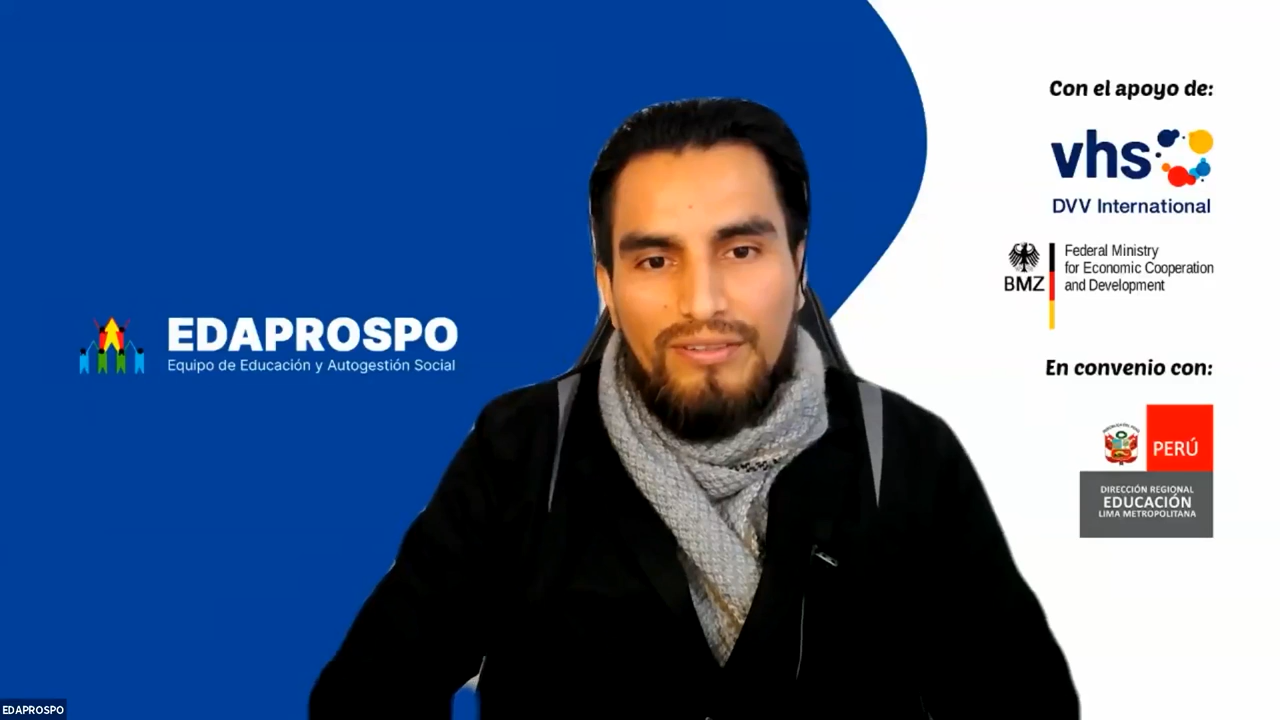 EDAPROSPO
Equipo de Educación y Autogestión Social
Con el apoyo de:
vhs
DVV International
BMZ
Federal Ministry
for Economic Cooperation
and Development
En convenio con:
PERÚ
DIRECCIÓN REGIONAL
EDUCACIÓN
LIMA METROPOLITANA
EDAPROSPO